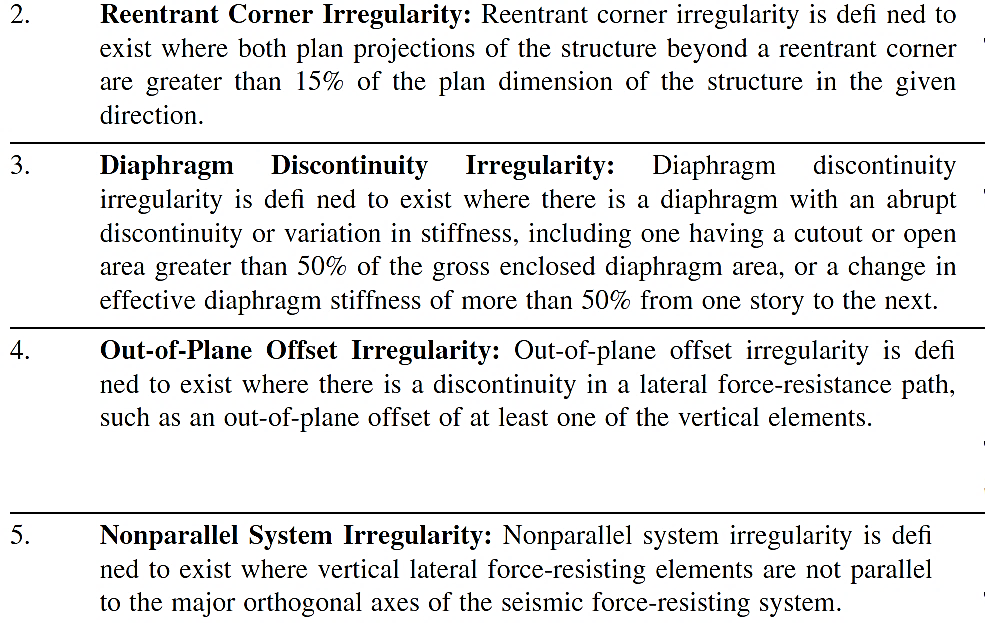 2. Reentrant Corner Irregularity: Reentrant corner irregularity is defi ned to
exist where both plan projections of the structure beyond a reentrant corner
are greater than 15% of the plan dimension of the structure in the given
direction.
3. Diaphragm Discontinuity Irregularity: Diaphragm discontinuity
irregularity is defi ned to exist where there is a diaphragm with an abrupt
discontinuity or variation in stiffness, including one having a cutout or open
area greater than 50% of the gross enclosed diaphragm area, or a change in
effective diaphragm stiffness of more than 50% from one story to the next.
4. Out-of-Plane Offset Irregularity: Out-of-plane offset irregularity is defi
ned to exist where there is a discontinuity in a lateral force-resistance path,
such as an out-of-plane offset of at least one of the vertical elements.
5. Nonparallel System Irregularity: Nonparallel system irregularity is defi
ned to exist where vertical lateral force-resisting elements are not parallel
to the major orthogonal axes of the seismic force-resisting system.